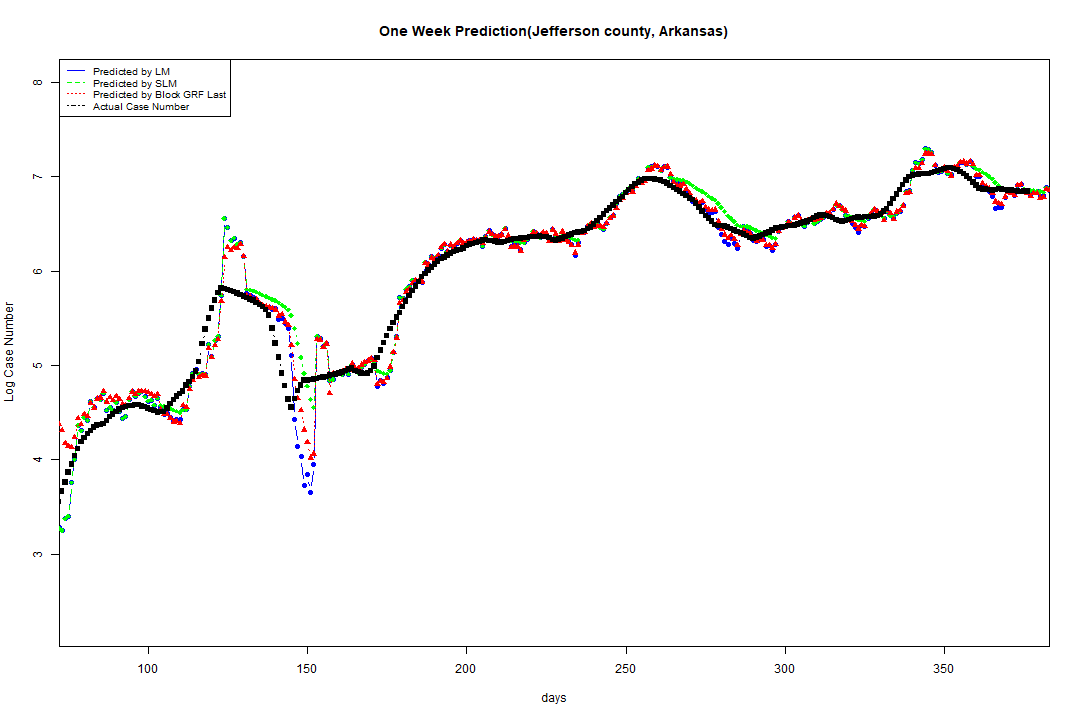 One Week Prediction(Jefferson county, Arkansas)
Predicted by LM
Predicted by SLM
Predicted by Block GRF Last
Actual Case Number
8
7
6
5
4
3
Log Case Number
100 150 200 250 300 350
days